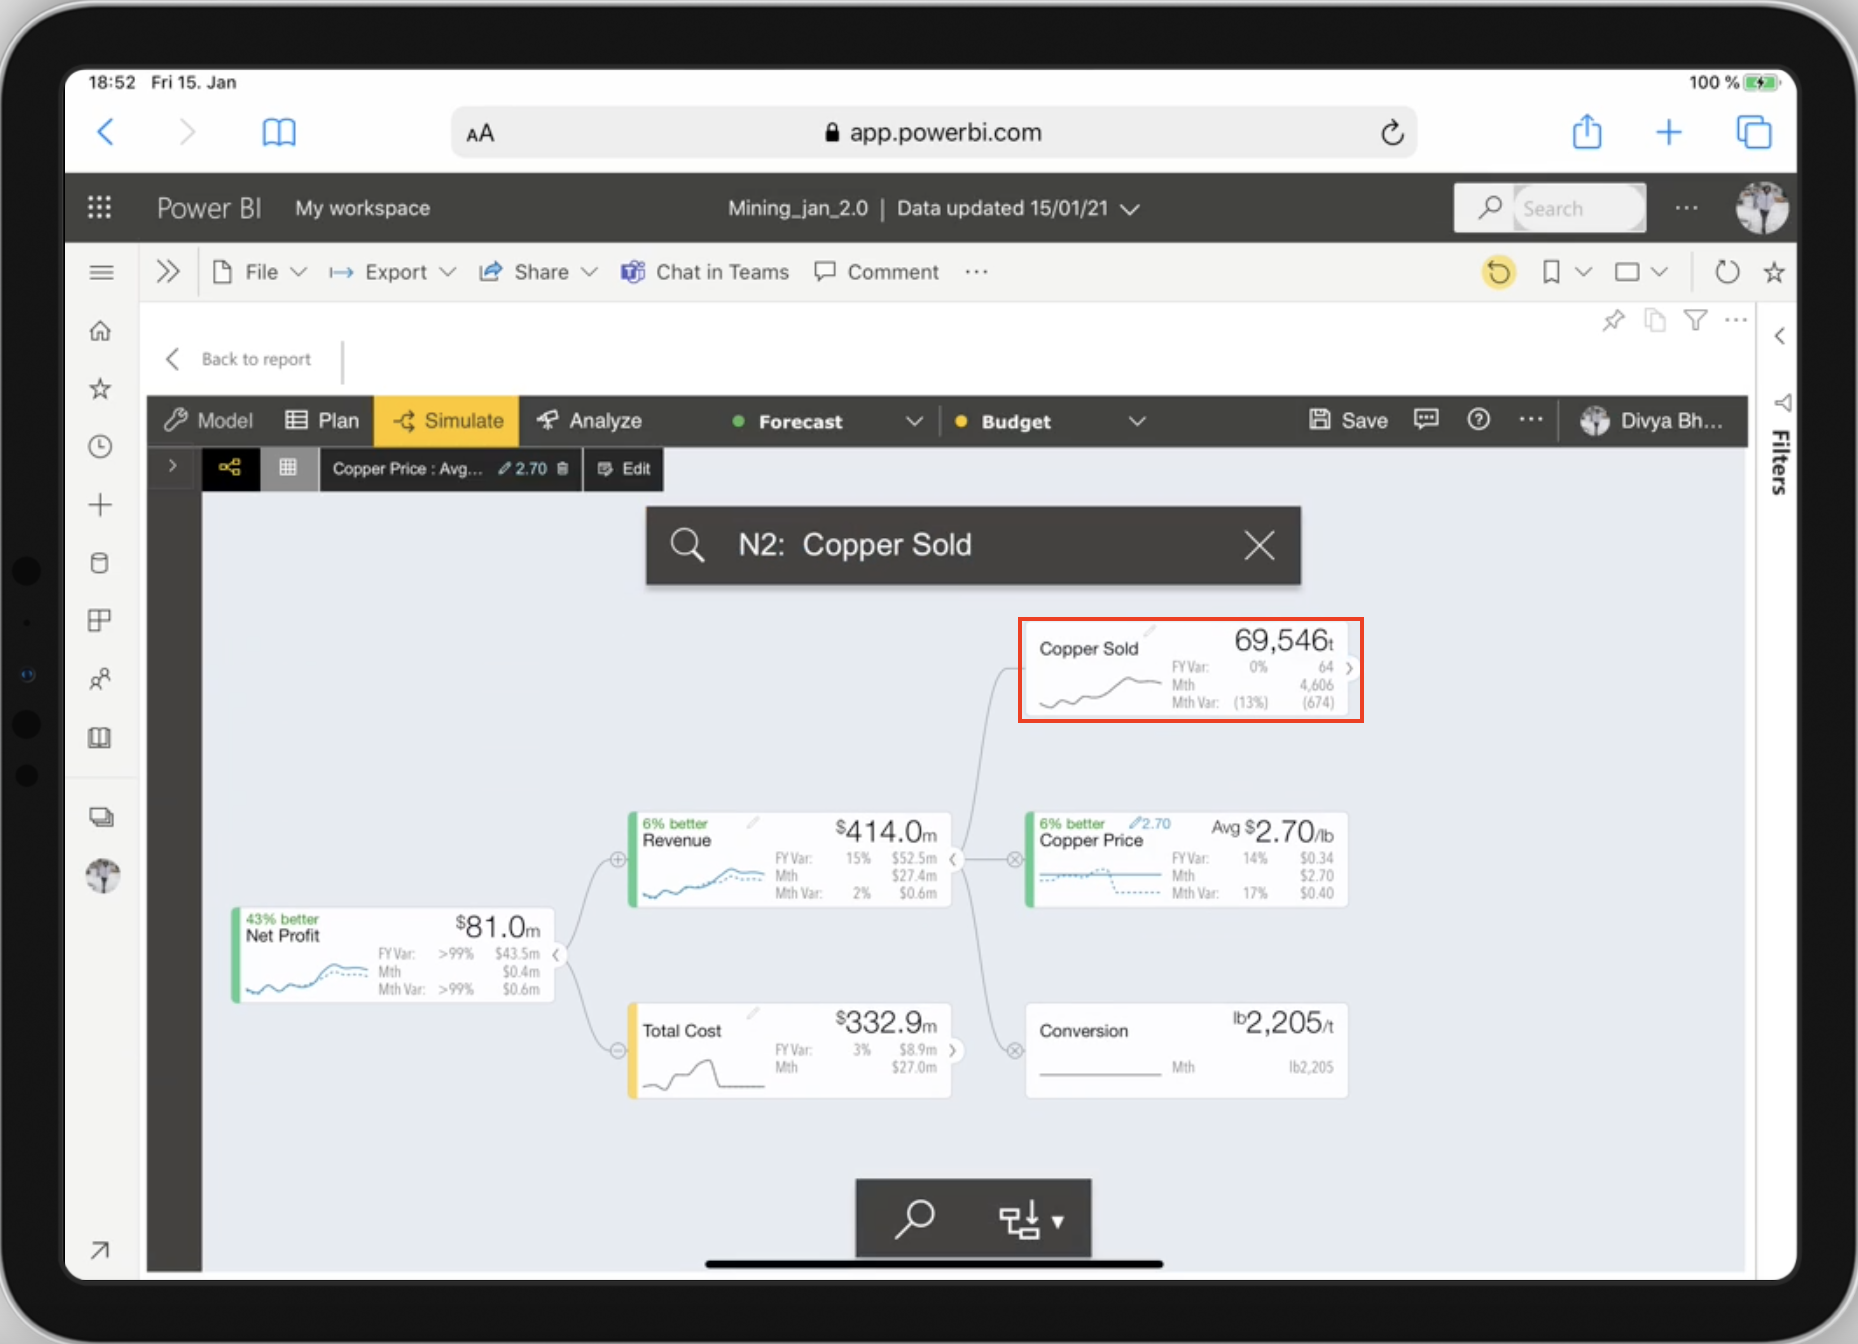 18:52 Fri 15. Jan
100 %
AA
app.powerbi.com
Power BI My workspace
Mining_jan_2.0 | Data updated 15/01/21
Search
File Export Share Chat in Teams Comment ...
Back to report
Model Plan Simulate Analyze
Forecast Budget
Save ... Divya Bh...
Copper Price : Avg... 2.70 Edit
Filters
N2: Copper Sold
Copper Sold 69,546t
FY Var: 0% 64
Mth 4,606
Mth Var: (13%) (674)
6% better
Revenue $414.0m
FY Var: 15% $52.5m
Mth $27.4m
Mth Var: 2% $0.6m
6% better 2.70
Copper Price Avg $2.70/lb
FY Var: 14% $0.34
Mth $2.70
Mth Var: 17% $0.40
43% better
Net Profit $81.0m
FY Var: >99% $43.5m
Mth $0.4m
Mth Var: >99% $0.6m
Total Cost $332.9m
FY Var: 3% $8.9m
Mth $27.0m
Conversion lb2,205/t
Mth lb2,205